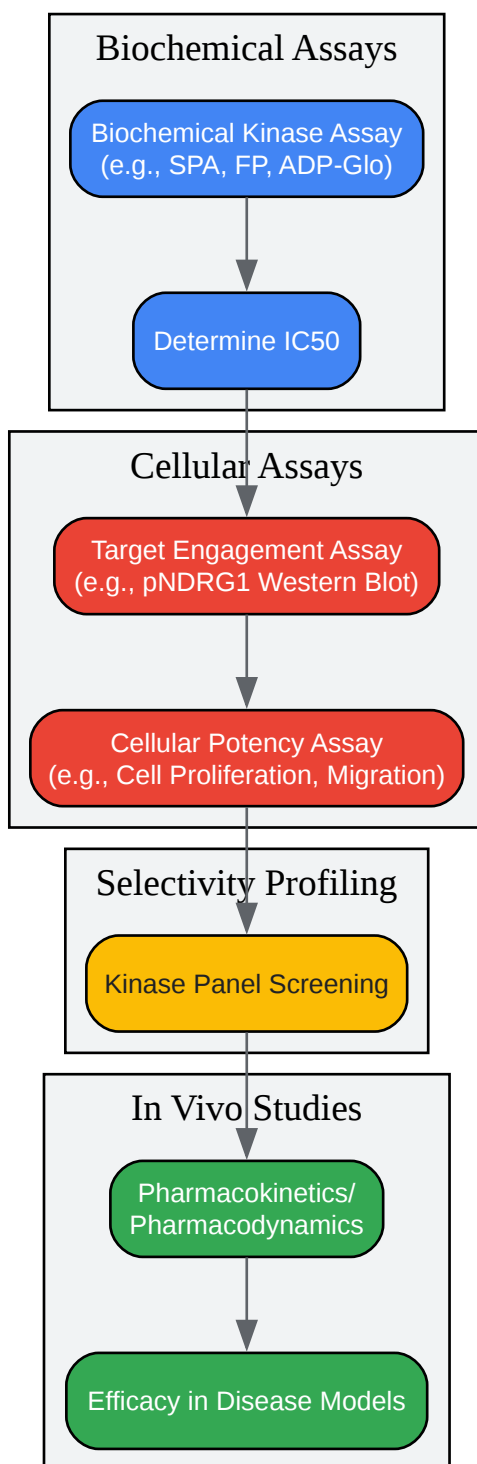 Biochemical Assays
Biochemical Kinase Assay
(e.g., SPA, FP, ADP-Glo)
Determine IC50
Cellular Assays
Target Engagement Assay
(e.g., pNDRG1 Western Blot)
Cellular Potency Assay
(e.g., Cell Proliferation, Migration)
Selectivity Profiling
Kinase Panel Screening
In Vivo Studies
Pharmacokinetics/
Pharmacodynamics
Efficacy in Disease Models